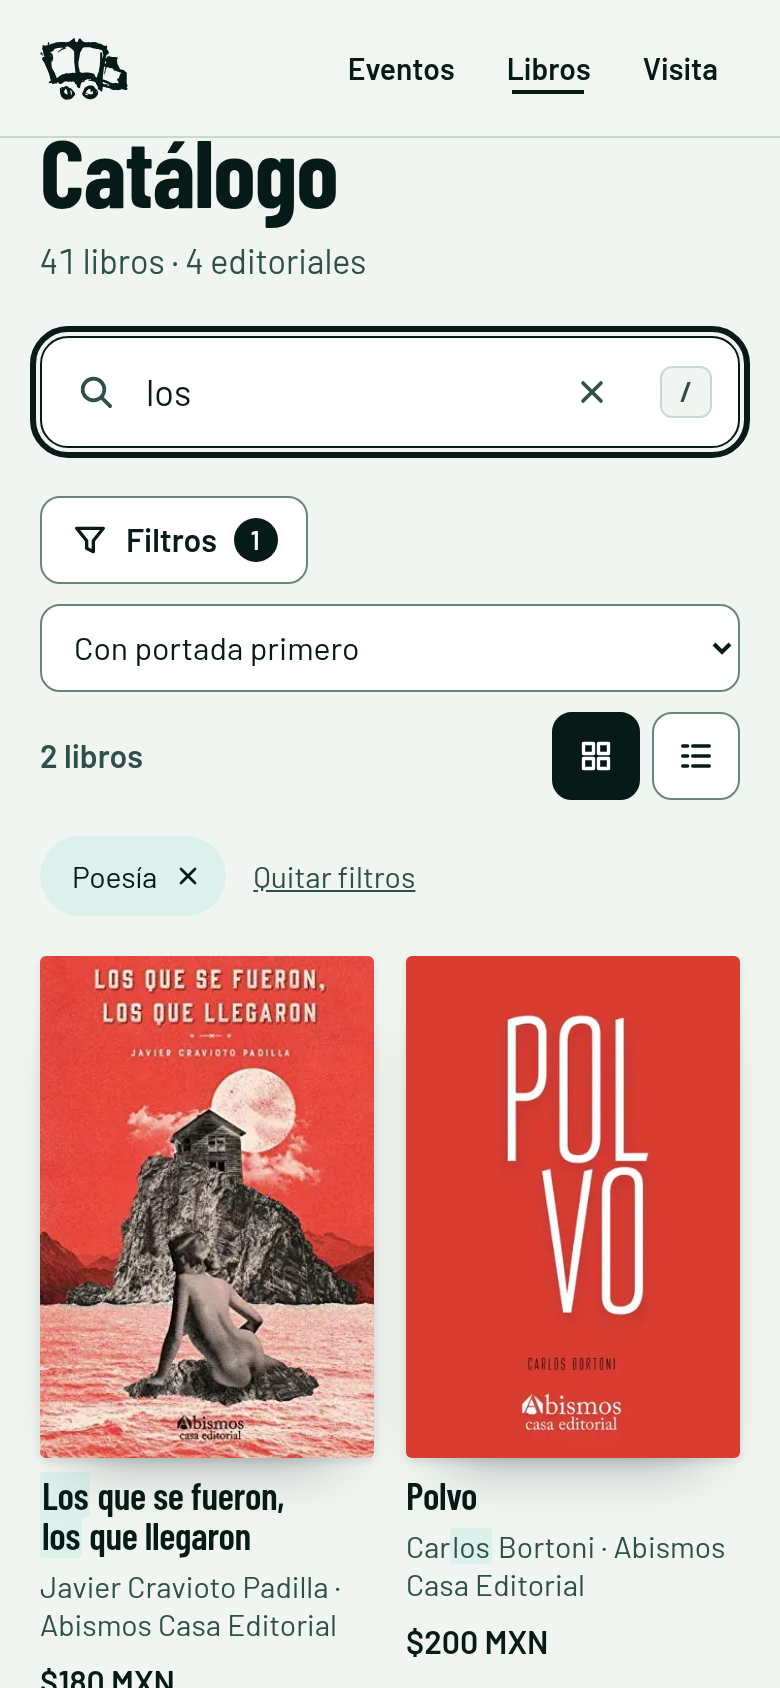 Eventos Libros Visita
Catálogo
41 libros · 4 editoriales
los /
Filtros 1
Con portada primero
2 libros
Poesía Quitar filtros
LOS QUE SE FUERON,
LOS QUE LLEGARON
JAVIER CRAVIOTO PADILLA
Abismos
casa editorial
POL
VO
CARLOS BORTONI
Abismos
casa editorial
Los que se fueron,
los que llegaron
Javier Cravioto Padilla ·
Abismos Casa Editorial
$180 MXN
Polvo
Carlos Bortoni · Abismos
Casa Editorial
$200 MXN